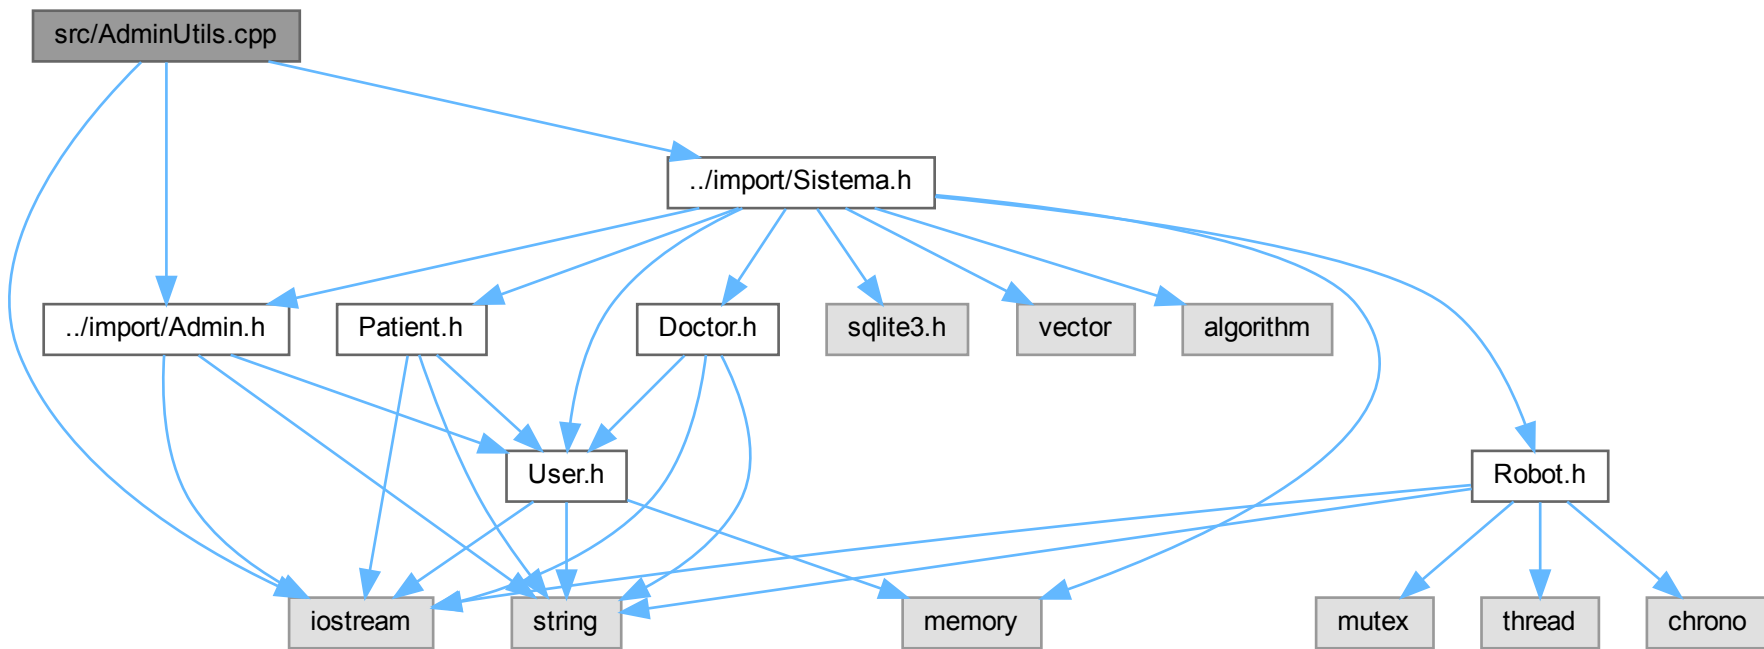 src/AdminUtils.cpp
../import/Sistema.h
../import/Admin.h
Patient.h
Doctor.h
sqlite3.h
vector
algorithm
User.h
Robot.h
iostream
string
memory
mutex
thread
chrono